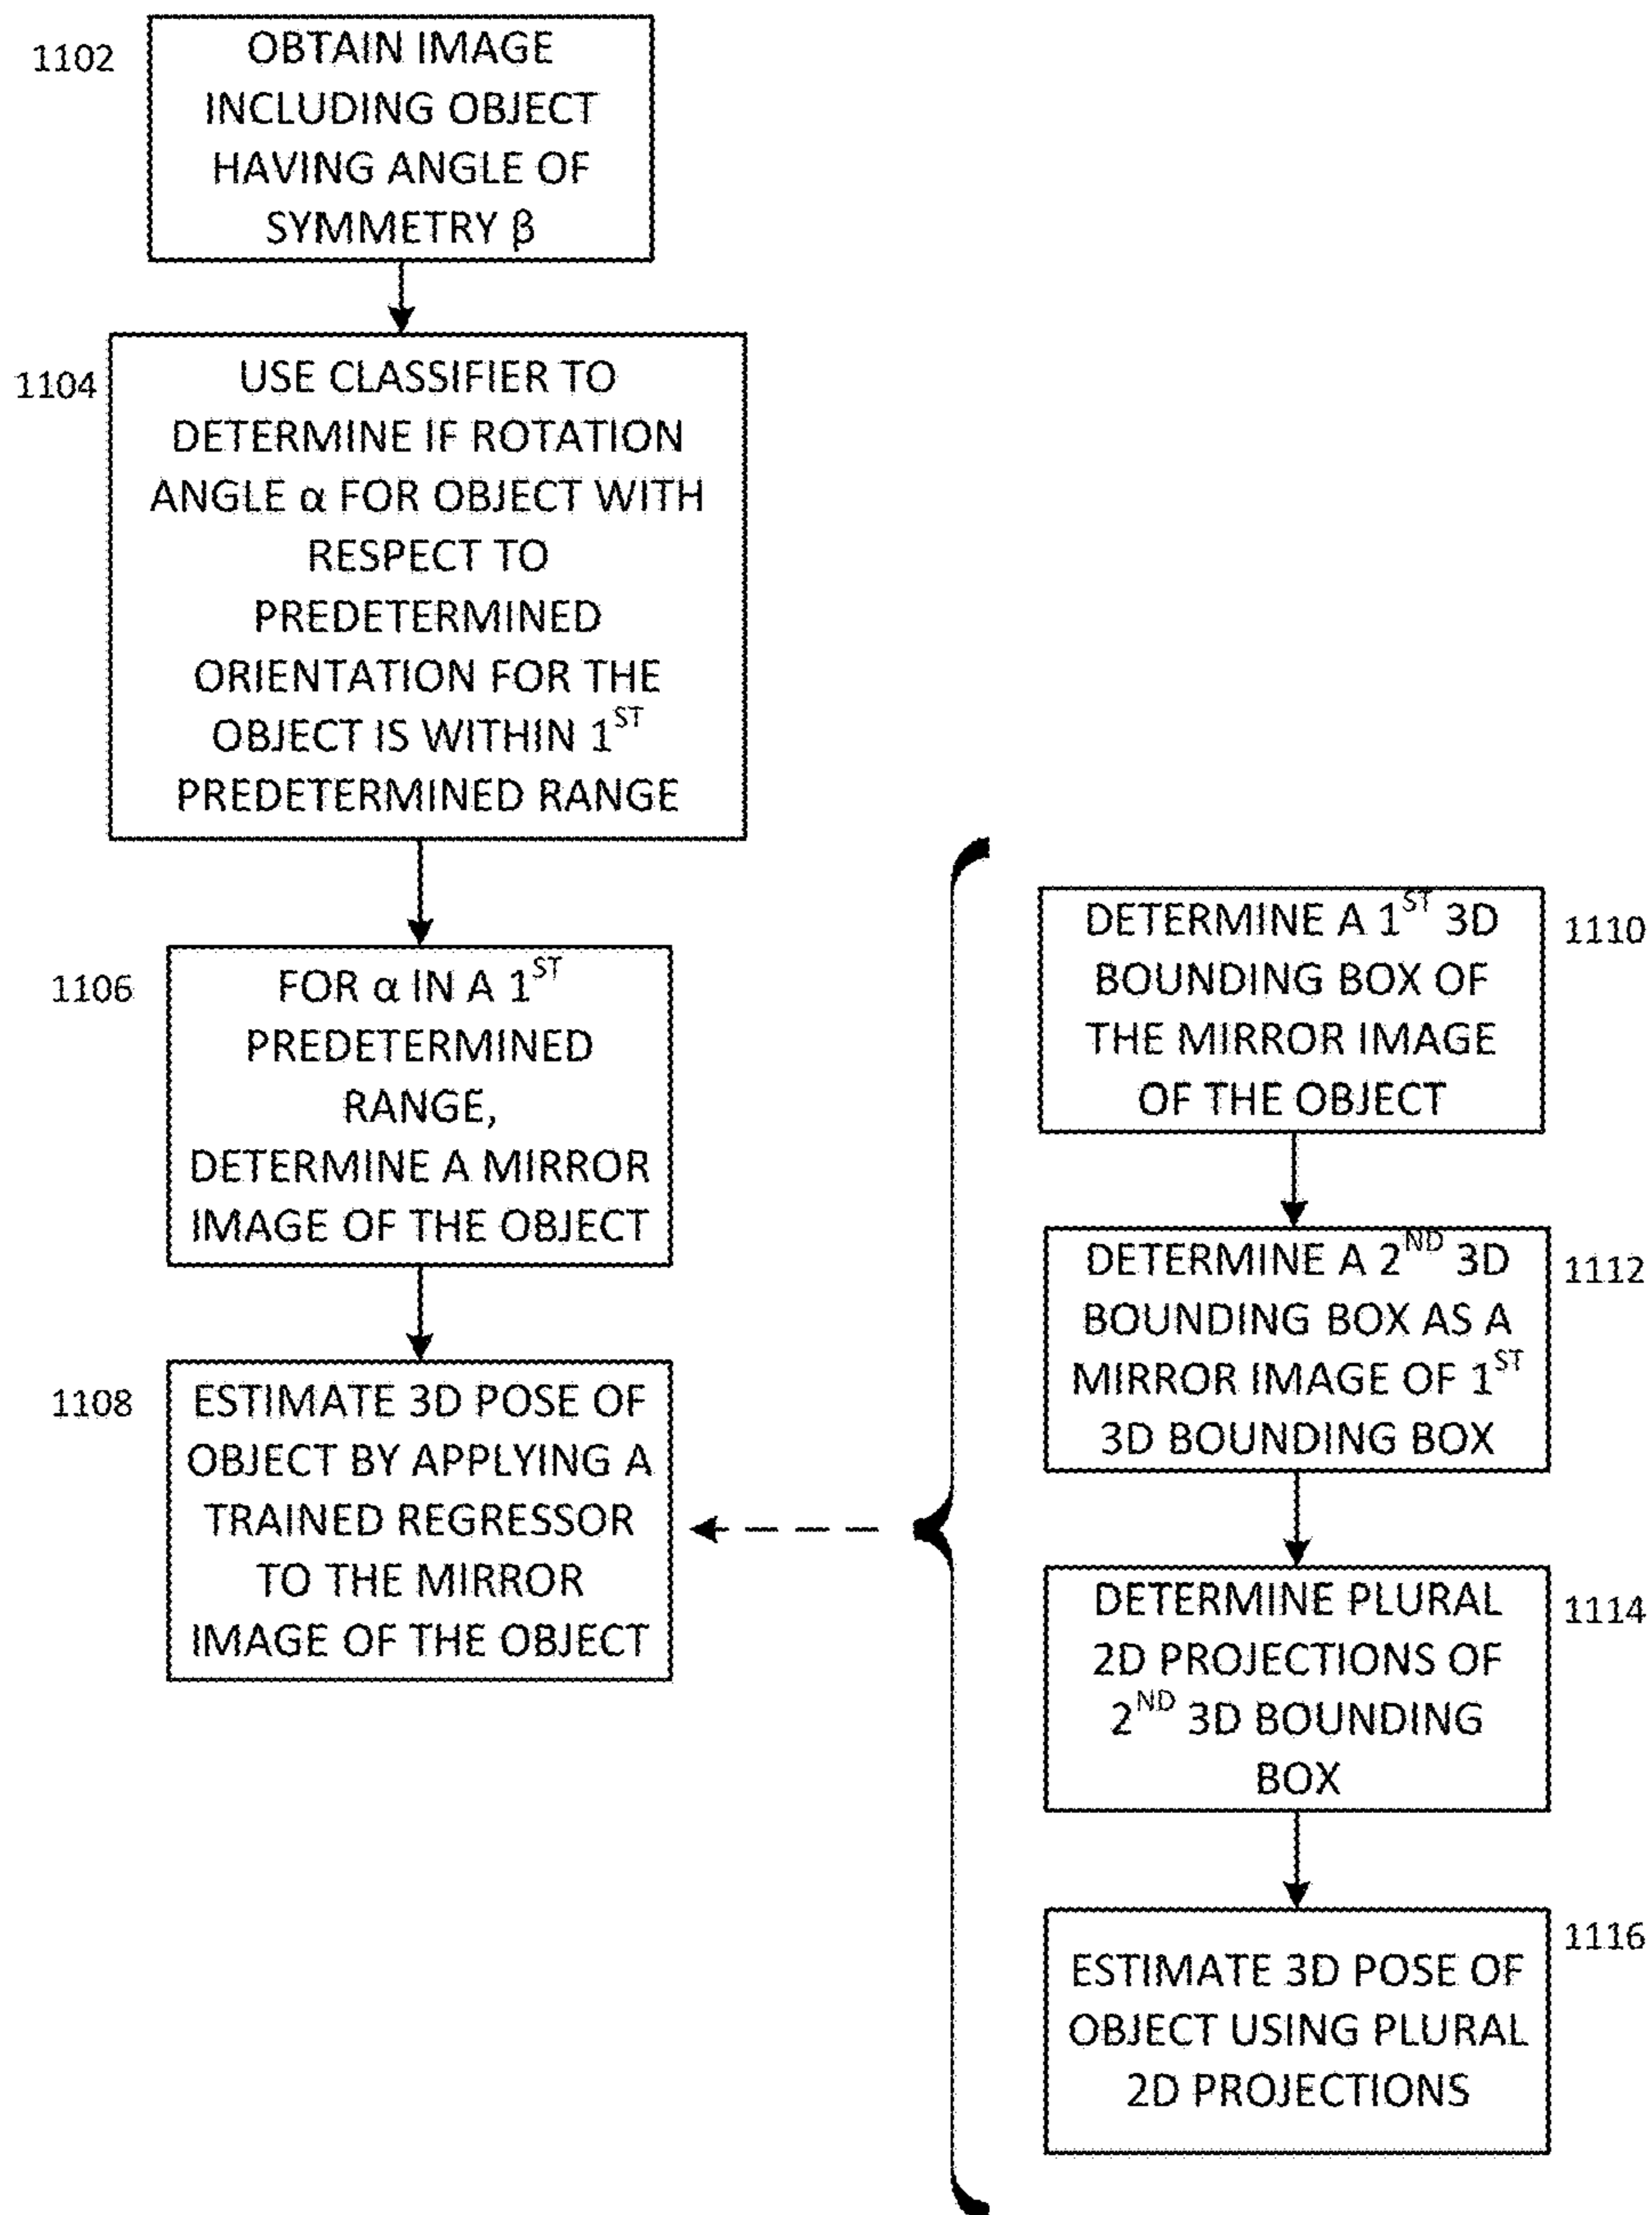 1102
OBTAIN IMAGE
INCLUDING OBJECT
HAVING ANGLE OF
SYMMETRY β
1104
USE CLASSIFIER TO
DETERMINE IF ROTATION
ANGLE α FOR OBJECT WITH
RESPECT TO
PREDETERMINED
ORIENTATION FOR THE
OBJECT IS WITHIN 1ST
PREDETERMINED RANGE
1106
FOR α IN A 1ST
PREDETERMINED
RANGE,
DETERMINE A MIRROR
IMAGE OF THE OBJECT
1108
ESTIMATE 3D POSE OF
OBJECT BY APPLYING A
TRAINED REGRESSOR
TO THE MIRROR
IMAGE OF THE OBJECT
1110
DETERMINE A 1ST 3D
BOUNDING BOX OF
THE MIRROR IMAGE
OF THE OBJECT
1112
DETERMINE A 2ND 3D
BOUNDING BOX AS A
MIRROR IMAGE OF 1ST
3D BOUNDING BOX
1114
DETERMINE PLURAL
2D PROJECTIONS OF
2ND 3D BOUNDING
BOX
1116
ESTIMATE 3D POSE OF
OBJECT USING PLURAL
2D PROJECTIONS